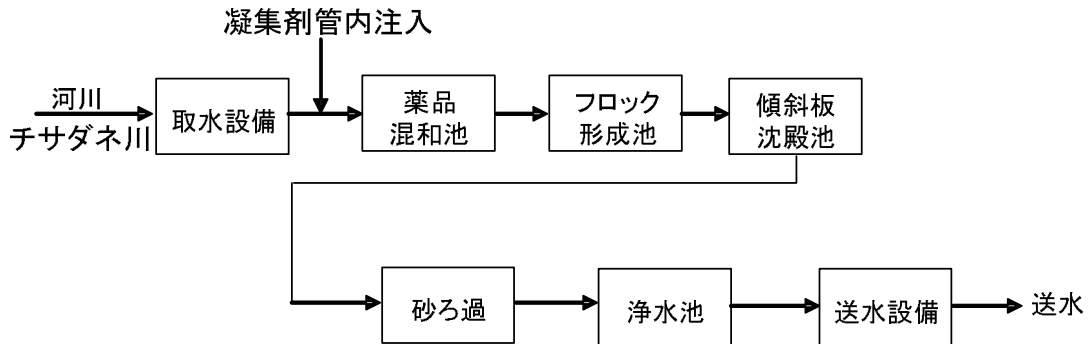 凝集剤管内注入
河川
チサダネ川
取水設備
薬品
混和池
フロック
形成池
傾斜板
沈殿池
砂ろ過
浄水池
送水設備
送水